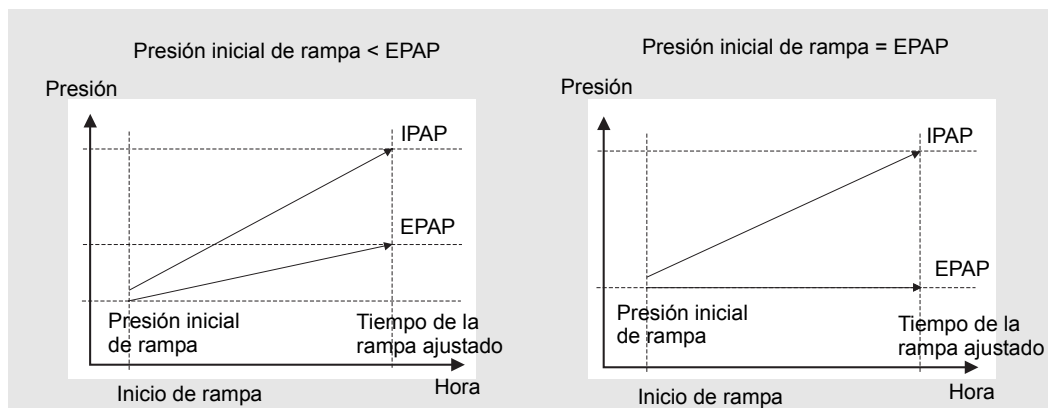 Presión inicial de rampa < EPAP
Presión
IPAP
EPAP
Presión inicial
de rampa
Tiempo de la
rampa ajustado
Hora
Inicio de rampa
Presión inicial de rampa = EPAP
Presión
IPAP
EPAP
Presión inicial
de rampa
Tiempo de la
rampa ajustado
Hora
Inicio de rampa